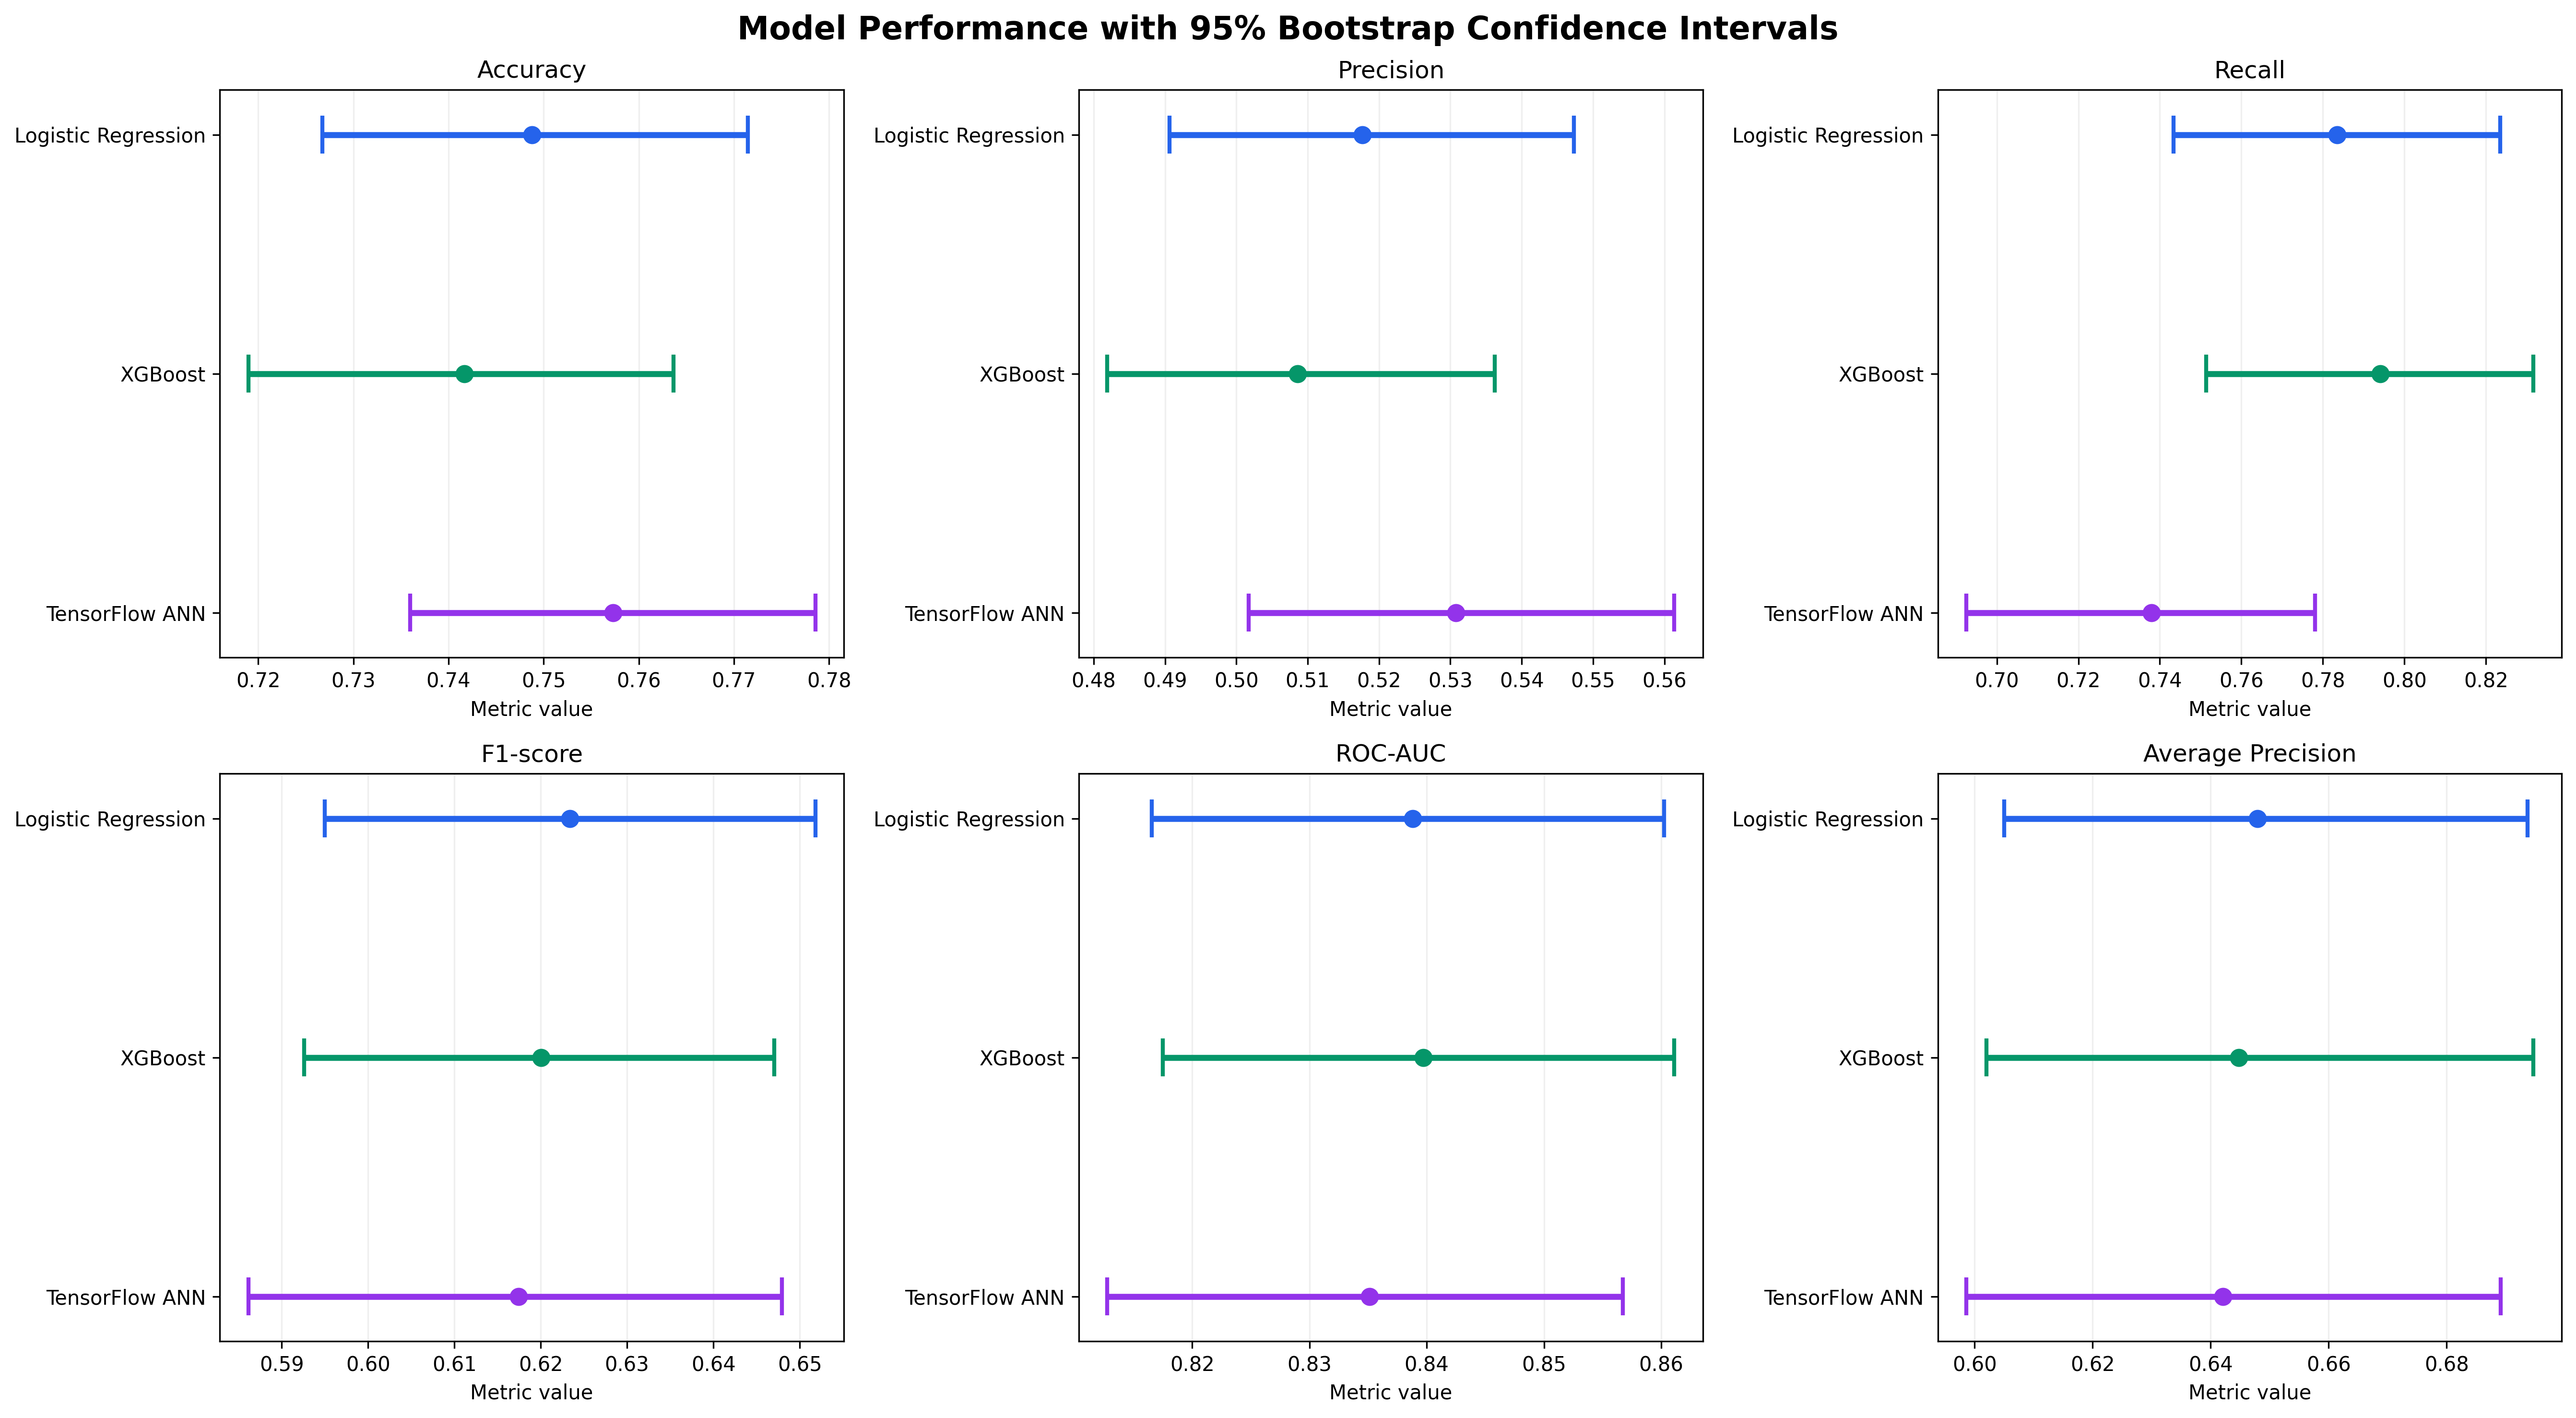 Model Performance with 95% Bootstrap Confidence Intervals
Accuracy
Logistic Regression
XGBoost
TensorFlow ANN
0.72 0.73 0.74 0.75 0.76 0.77 0.78
Metric value
Precision
Logistic Regression
XGBoost
TensorFlow ANN
0.48 0.49 0.50 0.51 0.52 0.53 0.54 0.55 0.56
Metric value
Recall
Logistic Regression
XGBoost
TensorFlow ANN
0.70 0.72 0.74 0.76 0.78 0.80 0.82
Metric value
F1-score
Logistic Regression
XGBoost
TensorFlow ANN
0.59 0.60 0.61 0.62 0.63 0.64 0.65
Metric value
ROC-AUC
Logistic Regression
XGBoost
TensorFlow ANN
0.82 0.83 0.84 0.85 0.86
Metric value
Average Precision
Logistic Regression
XGBoost
TensorFlow ANN
0.60 0.62 0.64 0.66 0.68
Metric value